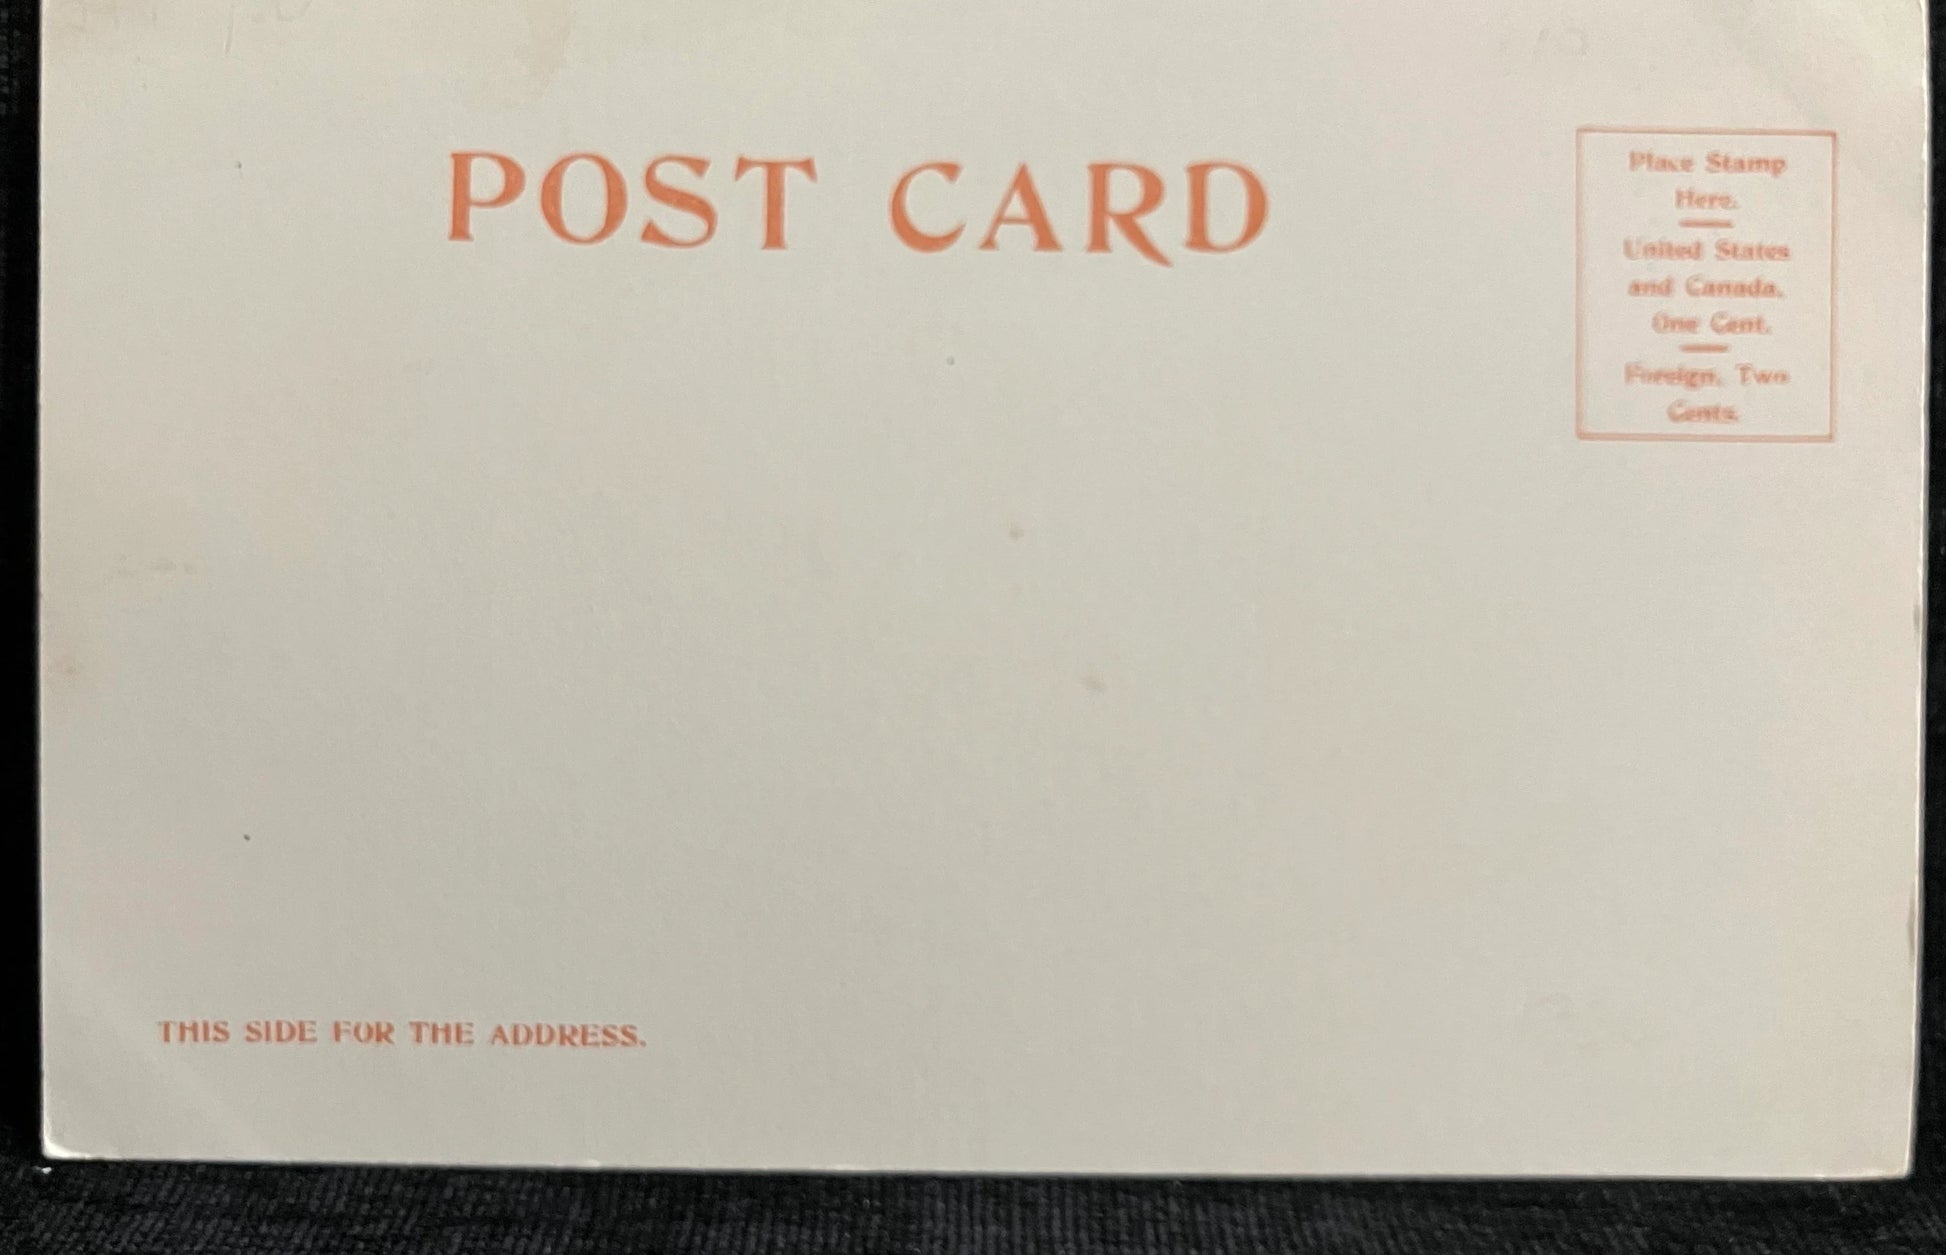 POST CARD
Place Stamp
Here.
United States
and Canada,
One Cent.
Foreign, Two
Cents.
THIS SIDE FOR THE ADDRESS.